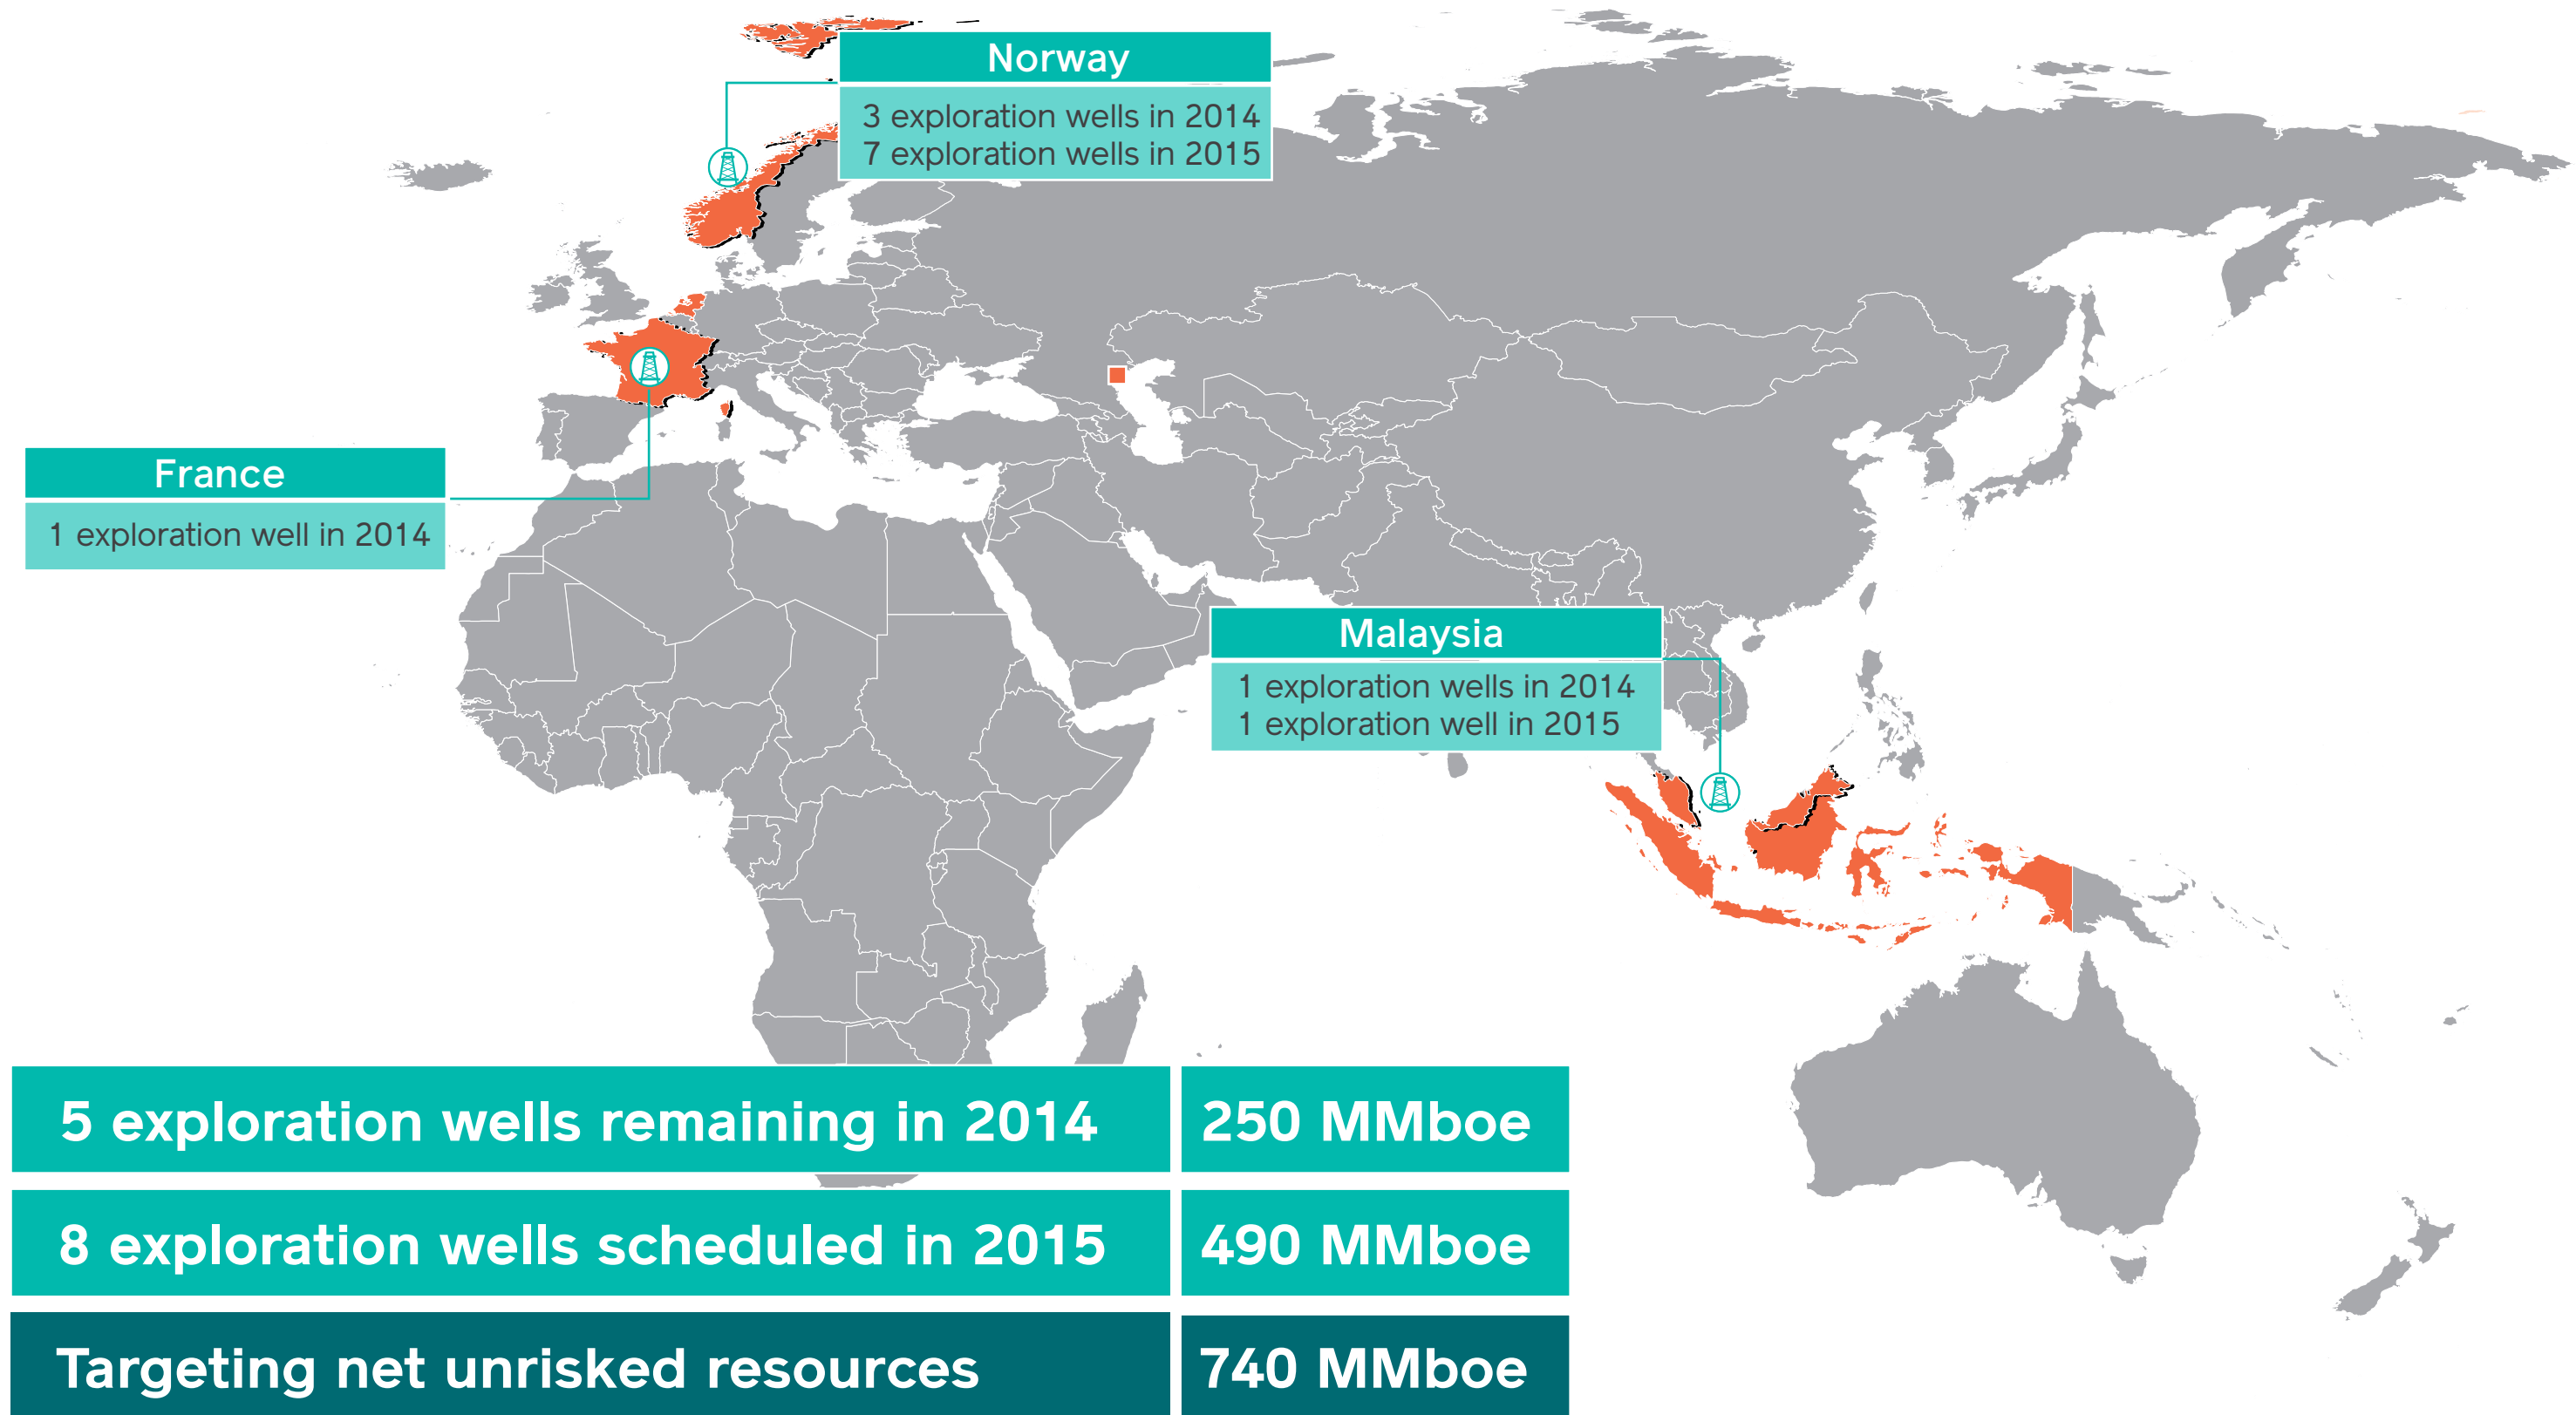 Norway
3 exploration wells in 2014
7 exploration wells in 2015
France
1 exploration well in 2014
Malaysia
1 exploration wells in 2014
1 exploration well in 2015
5 exploration wells remaining in 2014
250 MMboe
8 exploration wells scheduled in 2015
490 MMboe
Targeting net unrisked resources
740 MMboe